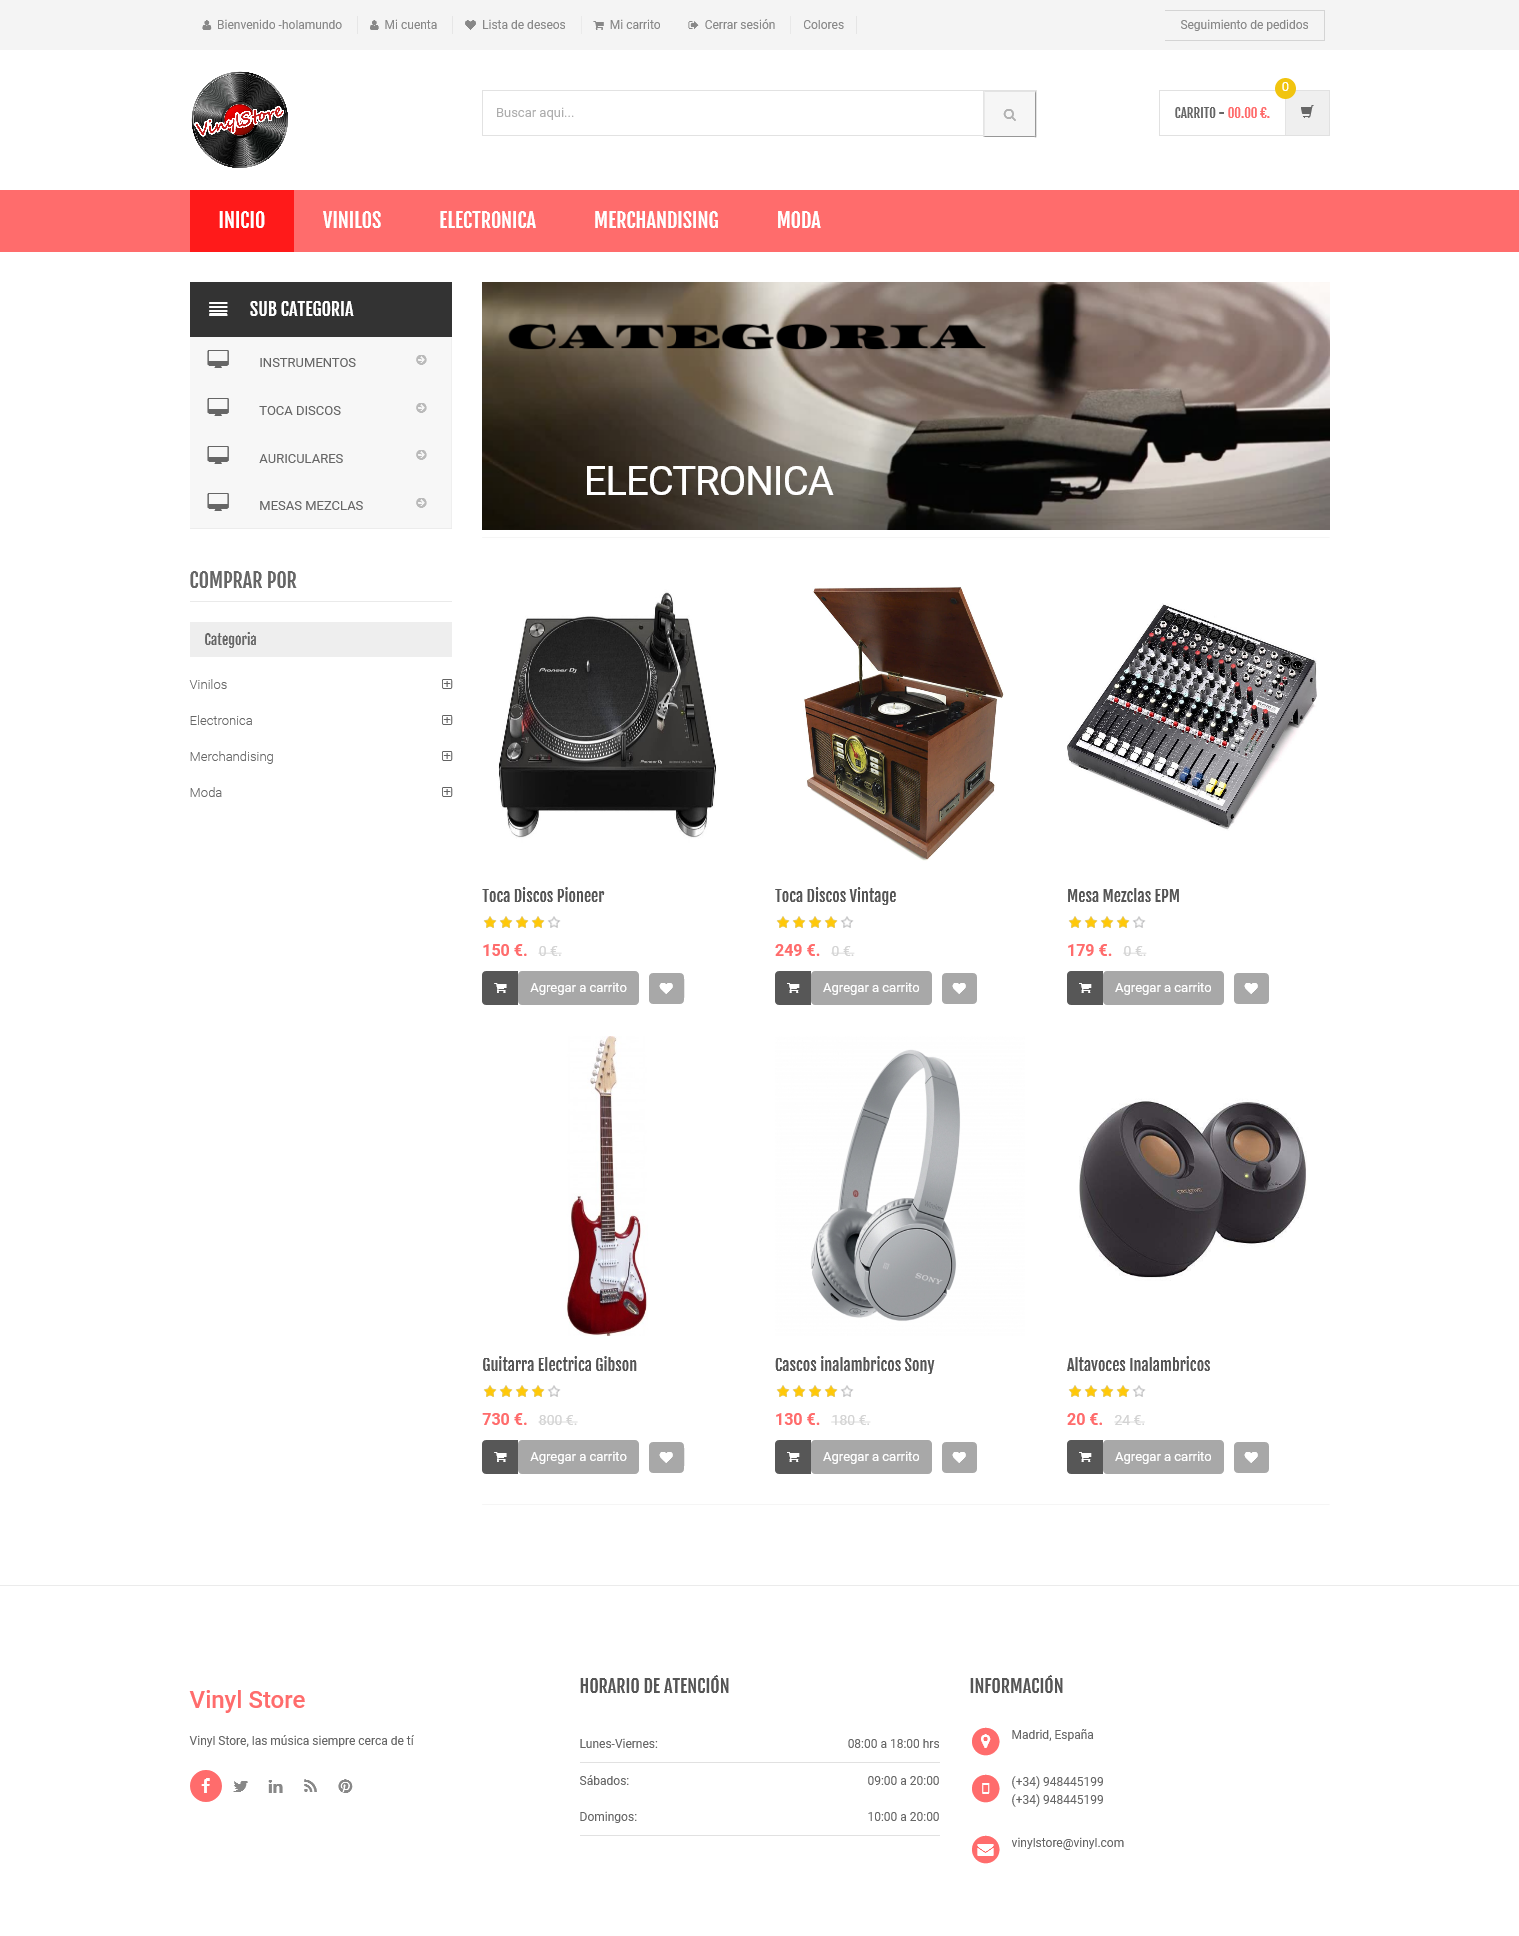 Bienvenido -holamundo
Mi cuenta
Lista de deseos
Mi carrito
Cerrar sesión
Colores
Seguimiento de pedidos
VinylStore
Buscar aqui...
CARRITO - 00.00 €.
0
INICIO
VINILOS
ELECTRONICA
MERCHANDISING
MODA
SUB CATEGORIA
INSTRUMENTOS
TOCA DISCOS
AURICULARES
MESAS MEZCLAS
COMPRAR POR
Categoria
Vinilos
Electronica
Merchandising
Moda
CATEGORIA
ELECTRONICA
Pioneer DJ
Toca Discos Pioneer
150 €. 0 €.
Agregar a carrito
Toca Discos Vintage
249 €. 0 €.
Agregar a carrito
Mesa Mezclas EPM
179 €. 0 €.
Agregar a carrito
SONY
Guitarra Electrica Gibson
730 €. 800 €.
Agregar a carrito
Cascos inalambricos Sony
130 €. 180 €.
Agregar a carrito
Altavoces Inalambricos
20 €. 24 €.
Agregar a carrito
Vinyl Store
Vinyl Store, las música siempre cerca de tí
HORARIO DE ATENCIÓN
Lunes-Viernes: 08:00 a 18:00 hrs
Sábados: 09:00 a 20:00
Domingos: 10:00 a 20:00
INFORMACIÓN
Madrid, España
(+34) 948445199
(+34) 948445199
vinylstore@vinyl.com